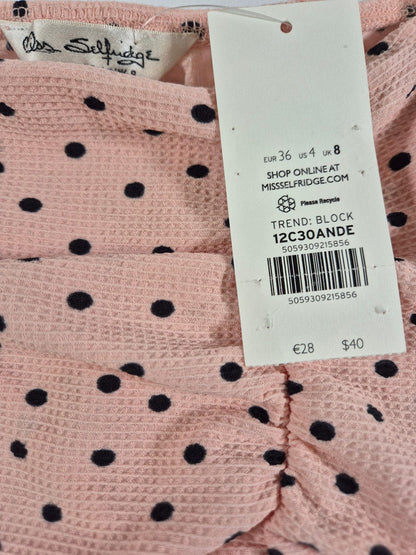 Miss Selfridge
EUR 36 US 4 UK 8
SHOP ONLINE AT
MISSSELFRIDGE.COM
Please Recycle
TREND: BLOCK
12C30ANDE
5059309215856
5059309215856
€28 $40